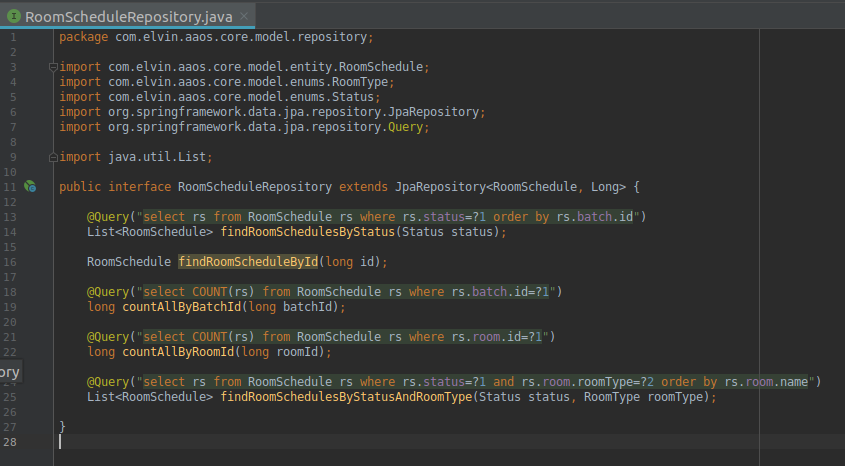 RoomScheduleRepository.java
1 package com.elvin.aaos.core.model.repository;
2
3 import com.elvin.aaos.core.model.entity.RoomSchedule;
4 import com.elvin.aaos.core.model.enums.RoomType;
5 import com.elvin.aaos.core.model.enums.Status;
6 import org.springframework.data.jpa.repository.JpaRepository;
7 import org.springframework.data.jpa.repository.Query;
8
9 import java.util.List;
10
11 public interface RoomScheduleRepository extends JpaRepository<RoomSchedule, Long> {
12
13 @Query("select rs from RoomSchedule rs where rs.status=?1 order by rs.batch.id")
14 List<RoomSchedule> findRoomSchedulesByStatus(Status status);
15
16 RoomSchedule findRoomScheduleById(long id);
17
18 @Query("select COUNT(rs) from RoomSchedule rs where rs.batch.id=?1")
19 long countAllByBatchId(long batchId);
20
21 @Query("select COUNT(rs) from RoomSchedule rs where rs.room.id=?1")
22 long countAllByRoomId(long roomId);
ory
@Query("select rs from RoomSchedule rs where rs.status=?1 and rs.room.roomType=?2 order by rs.room.name")
25 List<RoomSchedule> findRoomSchedulesByStatusAndRoomType(Status status, RoomType roomType);
26
27 }
28